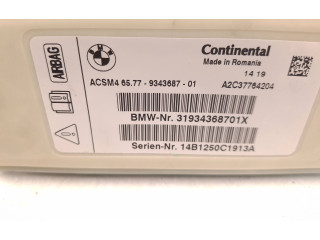 BMW
AIRBAG
Continental
Made in Romania
14 19
ACSM4 65.77 - 9343687 - 01
A2C37764204
BMW-Nr. 31934368701X
Serien-Nr. 14B1250C1913A